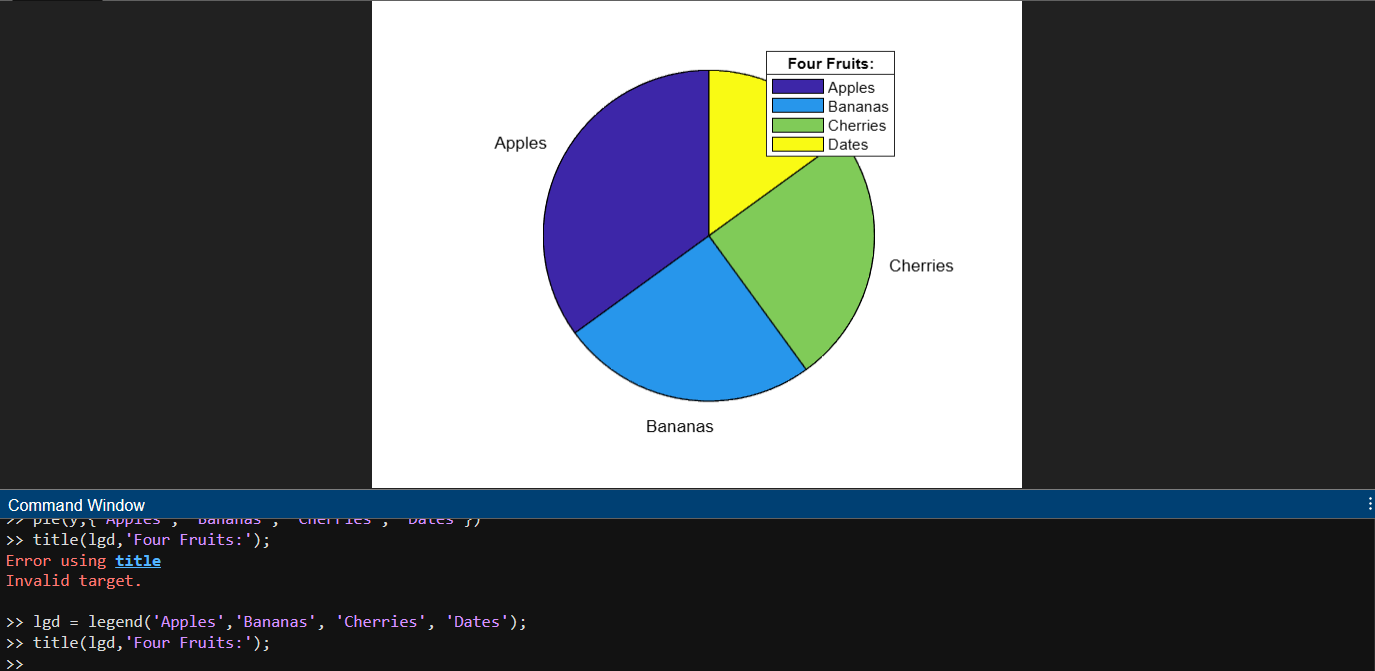 Four Fruits:
Apples
Bananas
Cherries
Dates
Apples
Cherries
Bananas
Command Window
>> pie(y,{'Apples', 'Bananas', 'Cherries', 'Dates'})
>> title(lgd,'Four Fruits:');
Error using title
Invalid target.
>> lgd = legend('Apples','Bananas', 'Cherries', 'Dates');
>> title(lgd,'Four Fruits:');
>>